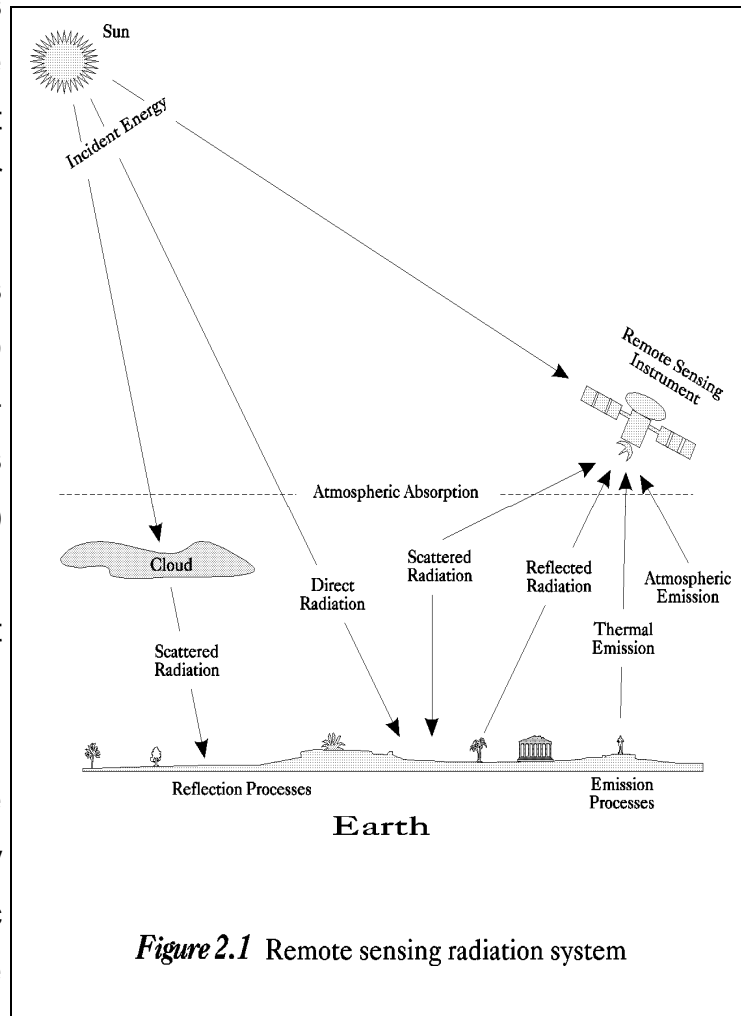 Sun
Incident Energy
Remote Sensing
Instrument
Atmospheric Absorption
Cloud
Scattered
Radiation
Direct
Radiation
Scattered
Radiation
Reflected
Radiation
Atmospheric
Emission
Thermal
Emission
Reflection Processes
Emission
Processes
Earth
Figure 2.1 Remote sensing radiation system